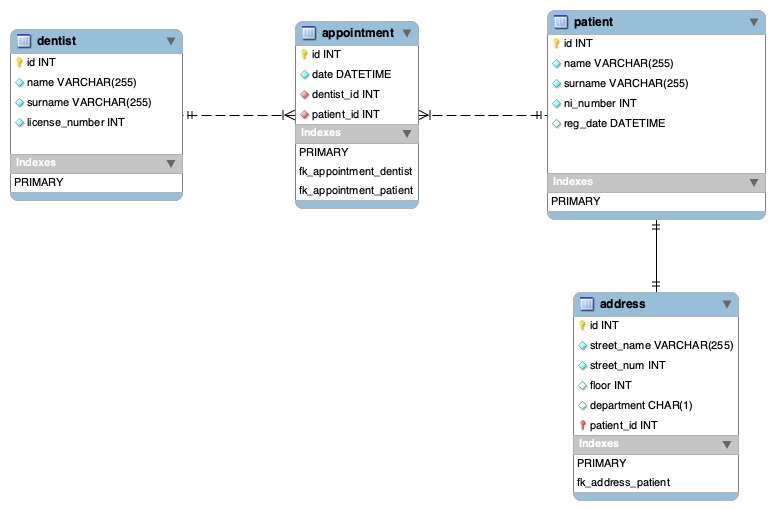 dentist
id INT
name VARCHAR(255)
surname VARCHAR(255)
license_number INT
Indexes
PRIMARY
appointment
id INT
date DATETIME
dentist_id INT
patient_id INT
Indexes
PRIMARY
fk_appointment_dentist
fk_appointment_patient
patient
id INT
name VARCHAR(255)
surname VARCHAR(255)
ni_number INT
reg_date DATETIME
Indexes
PRIMARY
address
id INT
street_name VARCHAR(255)
street_num INT
floor INT
department CHAR(1)
patient_id INT
Indexes
PRIMARY
fk_address_patient